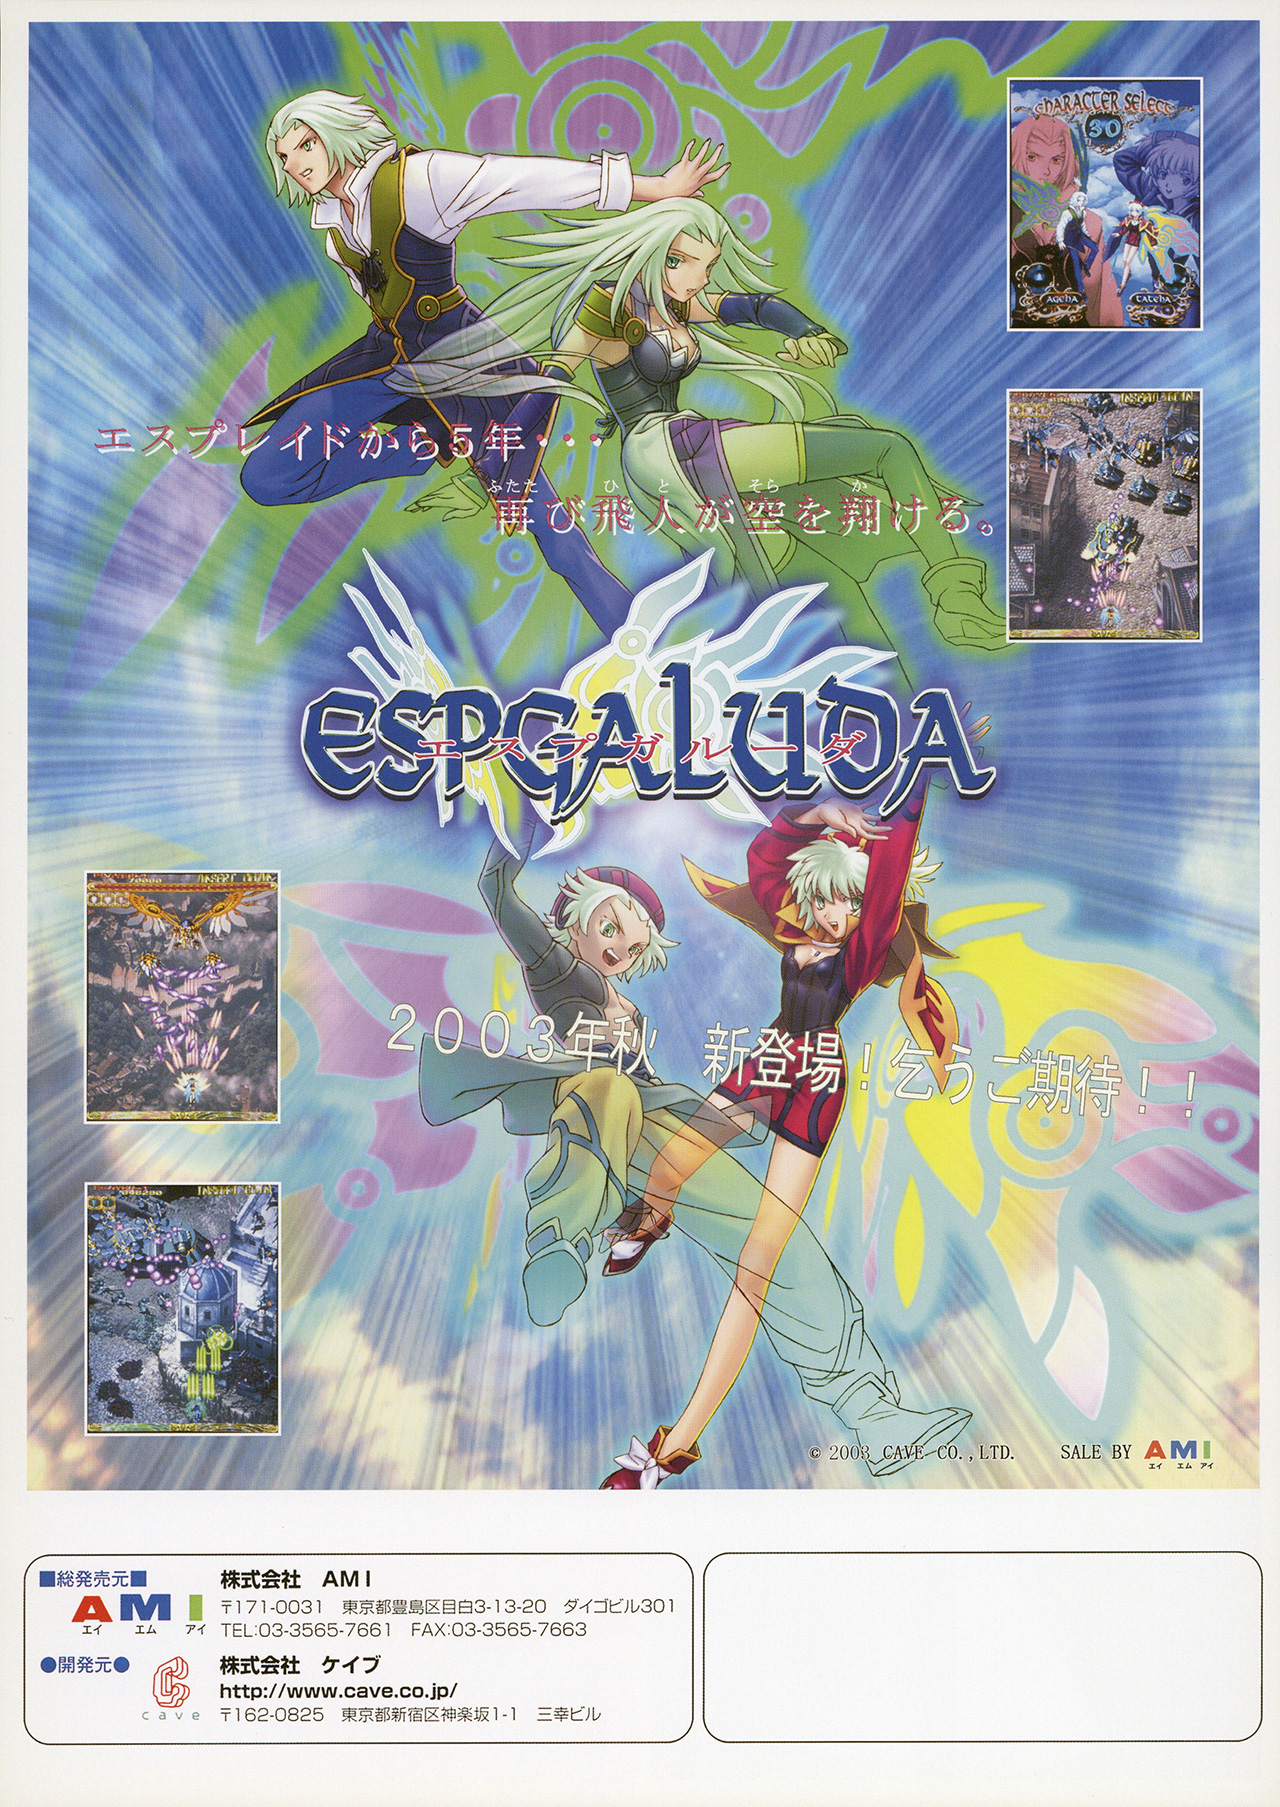 CHARACTER SELECT
30
AGEHA
TATEHA
INSERT COIN
エスプレイドから5年・・・
ふたた ひ と そら か
再び飛人が空を翔ける。
ESPGALUDA
エスプガルーダ
INSERT COIN
２００３年秋　新登場！乞うご期待！！
INSERT COIN
© 2003 CAVE CO.,LTD.
SALE BY AMI
エイ エム アイ
■総発売元■
AMI
エイ エム アイ
株式会社　AMI
〒171-0031　東京都豊島区目白3-13-20　ダイゴビル301
TEL:03-3565-7661　FAX:03-3565-7663
●開発元●
cave
株式会社　ケイブ
http://www.cave.co.jp/
〒162-0825　東京都新宿区神楽坂1-1　三幸ビル